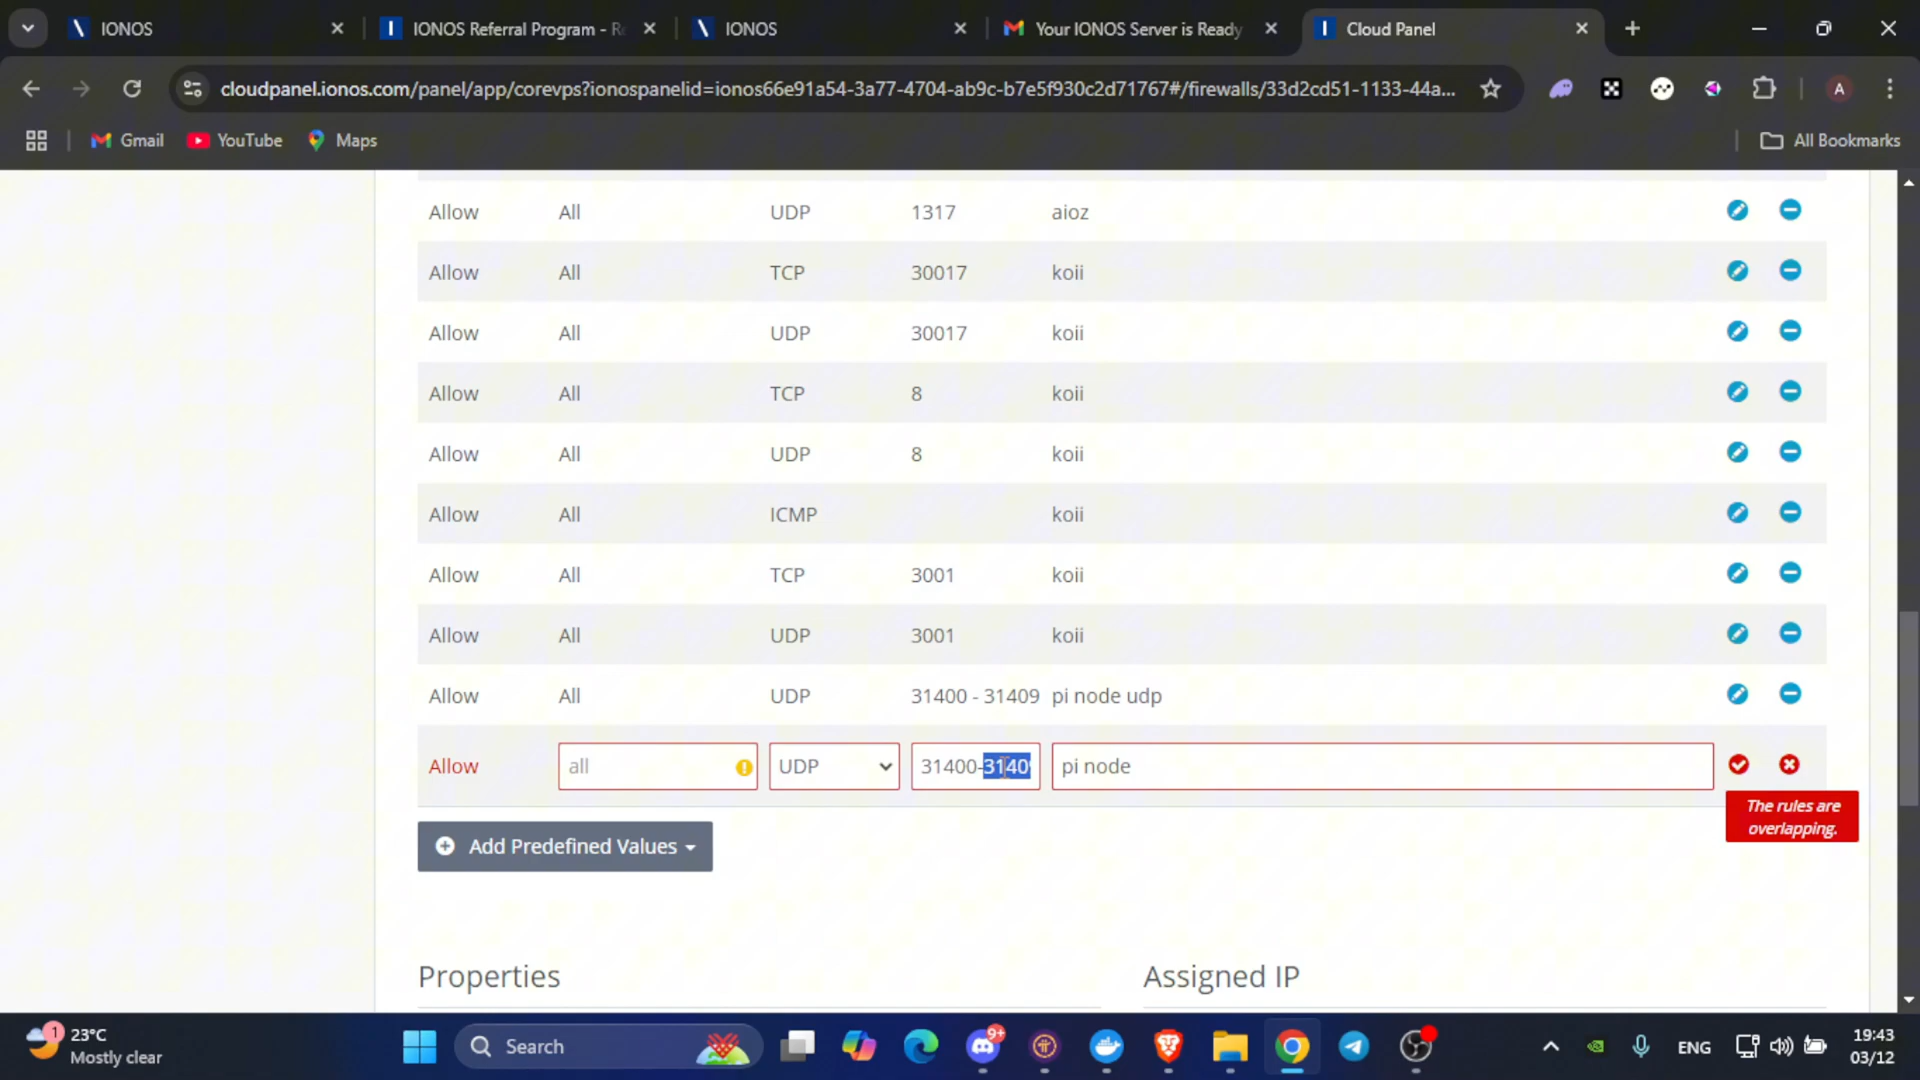 IONOS
IONOS Referral Program - Re
IONOS
Your IONOS Server is Ready
Cloud Panel
cloudpanel.ionos.com/panel/app/corevps?ionospanelid=ionos66e91a54-3a77-4704-ab9c-b7e5f930c2d71767#/firewalls/33d2cd51-1133-44a...
A
Gmail
YouTube
Maps
All Bookmarks
Allow All UDP 1317 aioz
Allow All TCP 30017 koii
Allow All UDP 30017 koii
Allow All TCP 8 koii
Allow All UDP 8 koii
Allow All ICMP koii
Allow All TCP 3001 koii
Allow All UDP 3001 koii
Allow All UDP 31400 - 31409 pi node udp
Allow all UDP 31400-31409 pi node
The rules are
overlapping.
Add Predefined Values
Properties
Assigned IP
1
23°C
Mostly clear
Search
9+
ENG
19:43
03/12